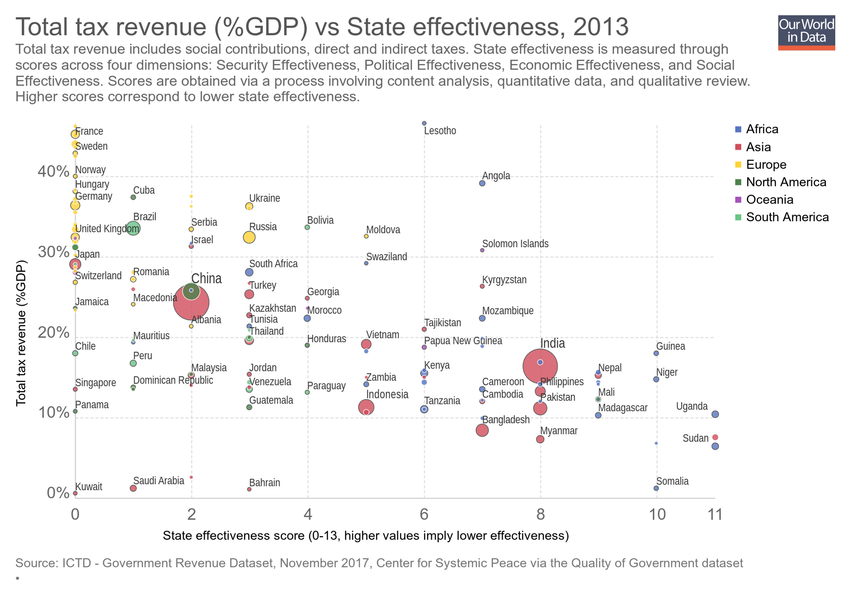 Total tax revenue (%GDP) vs State effectiveness, 2013
Our World
in Data
Total tax revenue includes social contributions, direct and indirect taxes. State effectiveness is measured through
scores across four dimensions: Security Effectiveness, Political Effectiveness, Economic Effectiveness, and Social
Effectiveness. Scores are obtained via a process involving content analysis, quantitative data, and qualitative review.
Higher scores correspond to lower state effectiveness.
Africa
Asia
Europe
North America
Oceania
South America
Total tax revenue (%GDP)
40%
30%
20%
10%
0%
France
Lesotho
Sweden
Norway
Angola
Hungary
Germany
Cuba
Ukraine
Brazil
Serbia
Bolivia
United Kingdom
Russia
Moldova
Israel
Solomon Islands
Japan
Swaziland
South Africa
Switzerland
Romania
China
Kyrgyzstan
Turkey
Georgia
Jamaica
Macedonia
Kazakhstan
Morocco
Mozambique
Albania
Tunisia
Tajikistan
Thailand
Mauritius
Honduras
Vietnam
Papua New Guinea
India
Chile
Guinea
Peru
Malaysia
Jordan
Kenya
Nepal
Singapore
Dominican Republic
Venezuela
Paraguay
Zambia
Cameroon
Philippines
Niger
Cambodia
Indonesia
Pakistan
Mali
Panama
Guatemala
Tanzania
Madagascar
Uganda
Bangladesh
Myanmar
Sudan
Kuwait
Saudi Arabia
Bahrain
Somalia
0
2
4
6
8
10
11
State effectiveness score (0-13, higher values imply lower effectiveness)
Source: ICTD - Government Revenue Dataset, November 2017, Center for Systemic Peace via the Quality of Government dataset
•